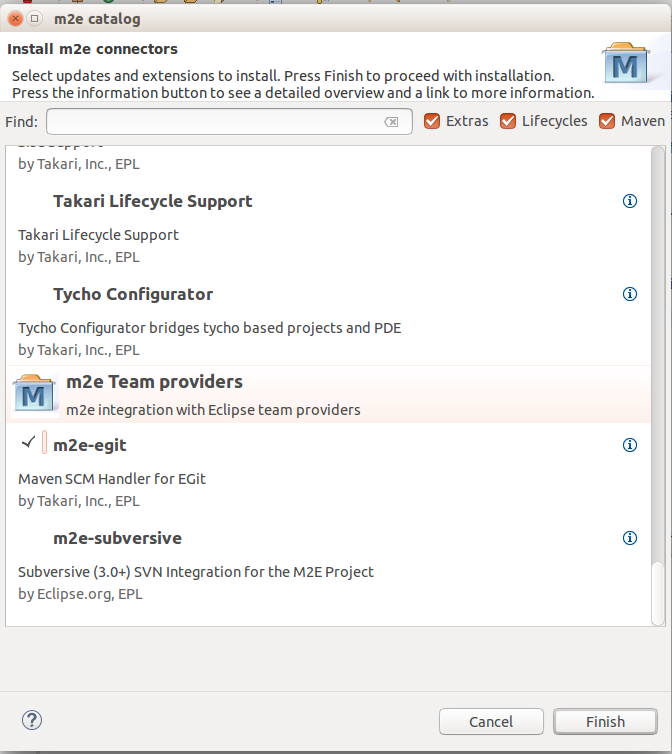 m2e catalog
Install m2e connectors
Select updates and extensions to install. Press Finish to proceed with installation.
Press the information button to see a detailed overview and a link to more information.
Find:
Extras
Lifecycles
Maven
by Takari, Inc., EPL
Takari Lifecycle Support
Takari Lifecycle Support
by Takari, Inc., EPL
Tycho Configurator
Tycho Configurator bridges tycho based projects and PDE
by Takari, Inc., EPL
M
m2e Team providers
m2e integration with Eclipse team providers
m2e-egit
Maven SCM Handler for EGit
by Takari, Inc., EPL
m2e-subversive
Subversive (3.0+) SVN Integration for the M2E Project
by Eclipse.org, EPL
Cancel
Finish